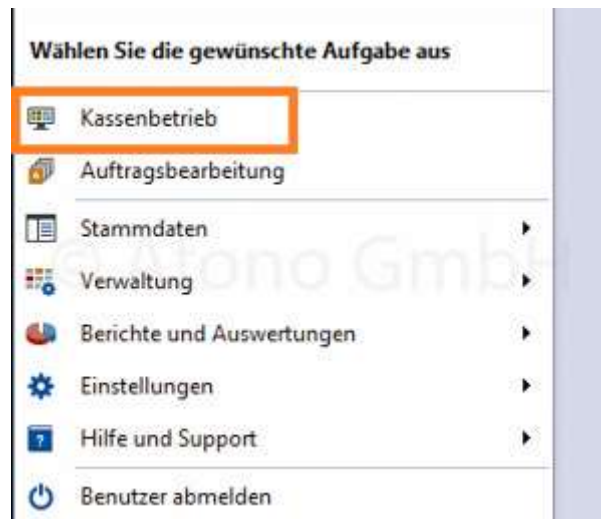 Wählen Sie die gewünschte Aufgabe aus
Kassenbetrieb
Auftragsbearbeitung
Stammdaten
© Atono GmbH
Verwaltung
Berichte und Auswertungen
Einstellungen
Hilfe und Support
Benutzer abmelden